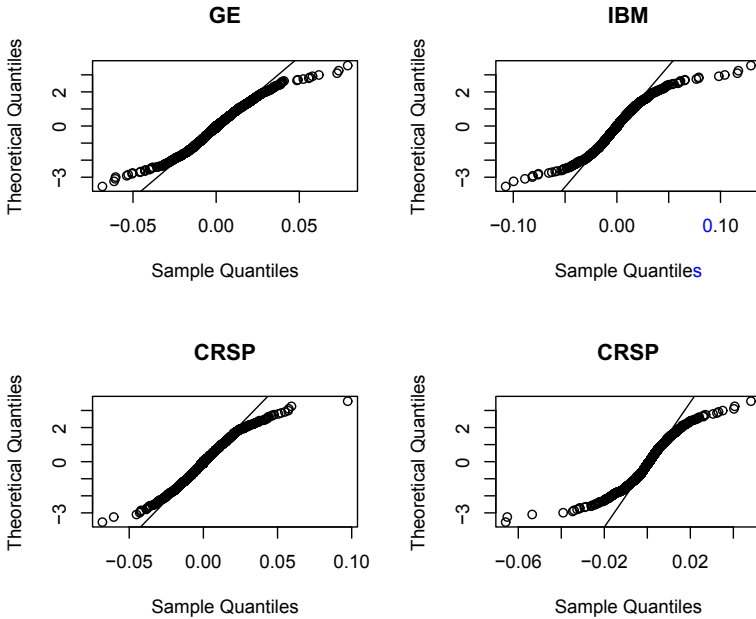 GE
Theoretical Quantiles
2
0
−3
−0.05 0.00 0.05
Sample Quantiles
IBM
Theoretical Quantiles
2
0
−3
−0.10 0.00 0.10
Sample Quantiles
CRSP
Theoretical Quantiles
2
0
−3
−0.05 0.00 0.05 0.10
Sample Quantiles
CRSP
Theoretical Quantiles
2
0
−3
−0.06 −0.02 0.02
Sample Quantiles